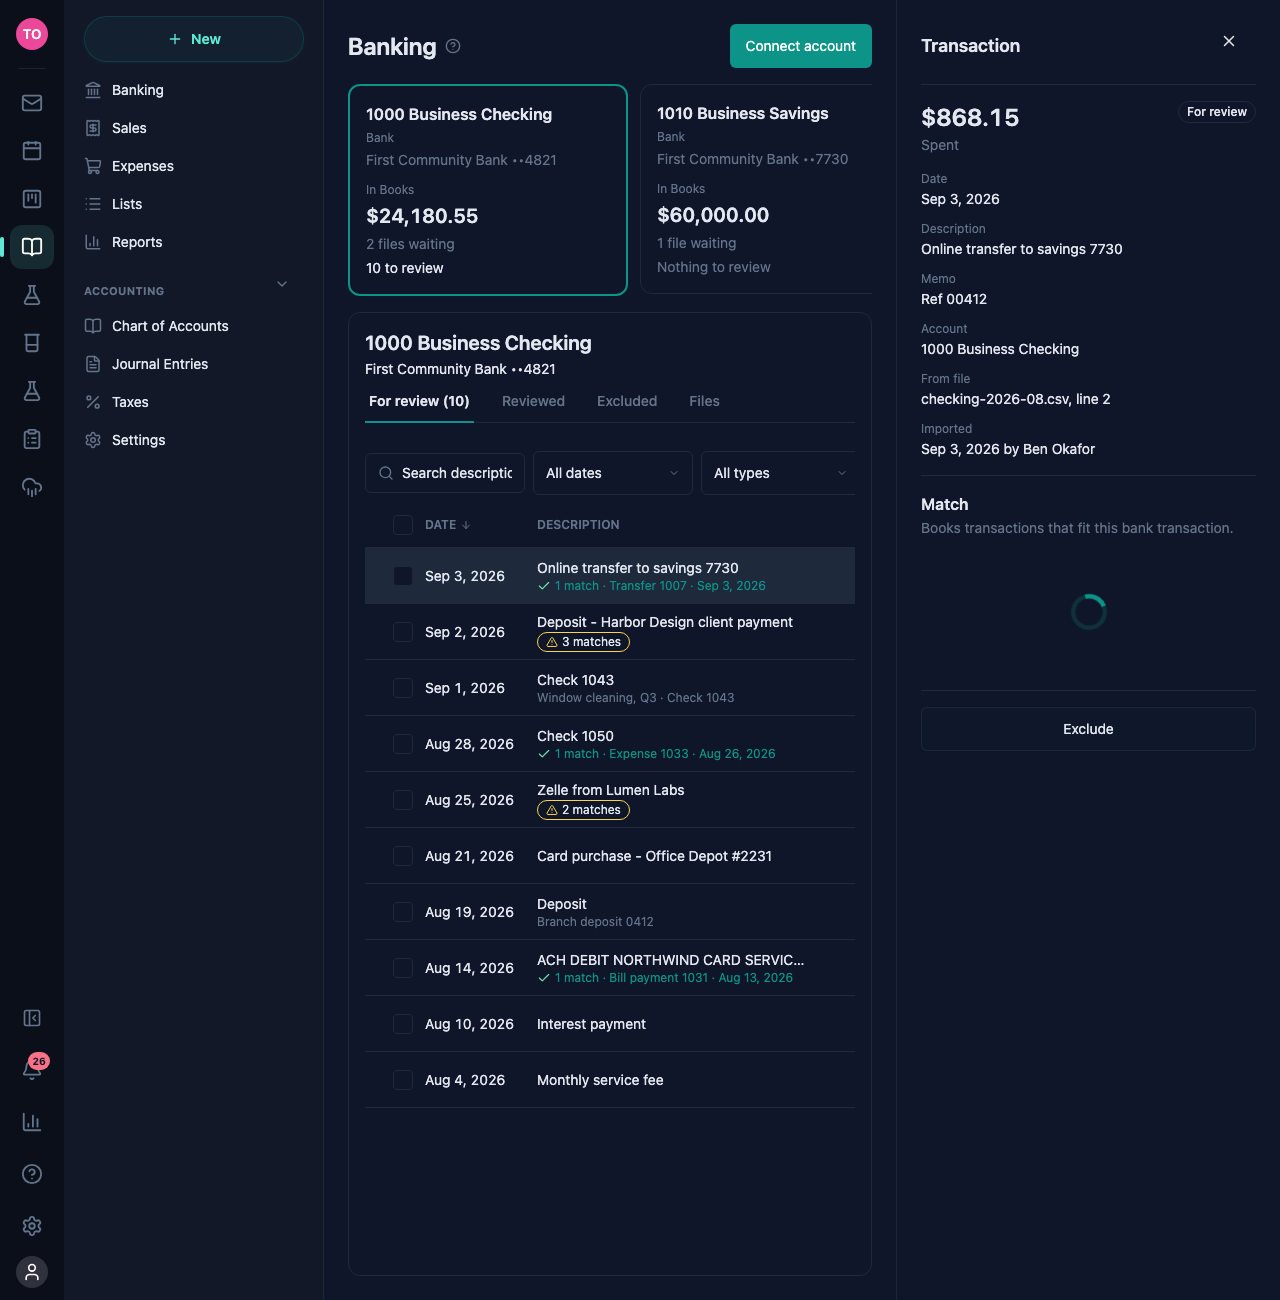 TO
26
New
Banking
Sales
Expenses
Lists
Reports
ACCOUNTING
Chart of Accounts
Journal Entries
Taxes
Settings
Banking
Connect account
1000 Business Checking
Bank
First Community Bank ••4821
In Books
$24,180.55
2 files waiting
10 to review
1010 Business Savings
Bank
First Community Bank ••7730
In Books
$60,000.00
1 file waiting
Nothing to review
1000 Business Checking
First Community Bank ••4821
For review (10) Reviewed Excluded Files
Search descriptic All dates All types
DATE DESCRIPTION
Sep 3, 2026 Online transfer to savings 7730
1 match · Transfer 1007 · Sep 3, 2026
Sep 2, 2026 Deposit - Harbor Design client payment
3 matches
Sep 1, 2026 Check 1043
Window cleaning, Q3 · Check 1043
Aug 28, 2026 Check 1050
1 match · Expense 1033 · Aug 26, 2026
Aug 25, 2026 Zelle from Lumen Labs
2 matches
Aug 21, 2026 Card purchase - Office Depot #2231
Aug 19, 2026 Deposit
Branch deposit 0412
Aug 14, 2026 ACH DEBIT NORTHWIND CARD SERVIC...
1 match · Bill payment 1031 · Aug 13, 2026
Aug 10, 2026 Interest payment
Aug 4, 2026 Monthly service fee
Transaction
$868.15 For review
Spent
Date
Sep 3, 2026
Description
Online transfer to savings 7730
Memo
Ref 00412
Account
1000 Business Checking
From file
checking-2026-08.csv, line 2
Imported
Sep 3, 2026 by Ben Okafor
Match
Books transactions that fit this bank transaction.
Exclude